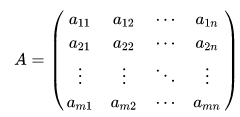 A = ( a₁₁ a₁₂ ⋯ a₁ₙ
a₂₁ a₂₂ ⋯ a₂ₙ
⋮ ⋮ ⋱ ⋮
aₘ₁ aₘ₂ ⋯ aₘₙ )